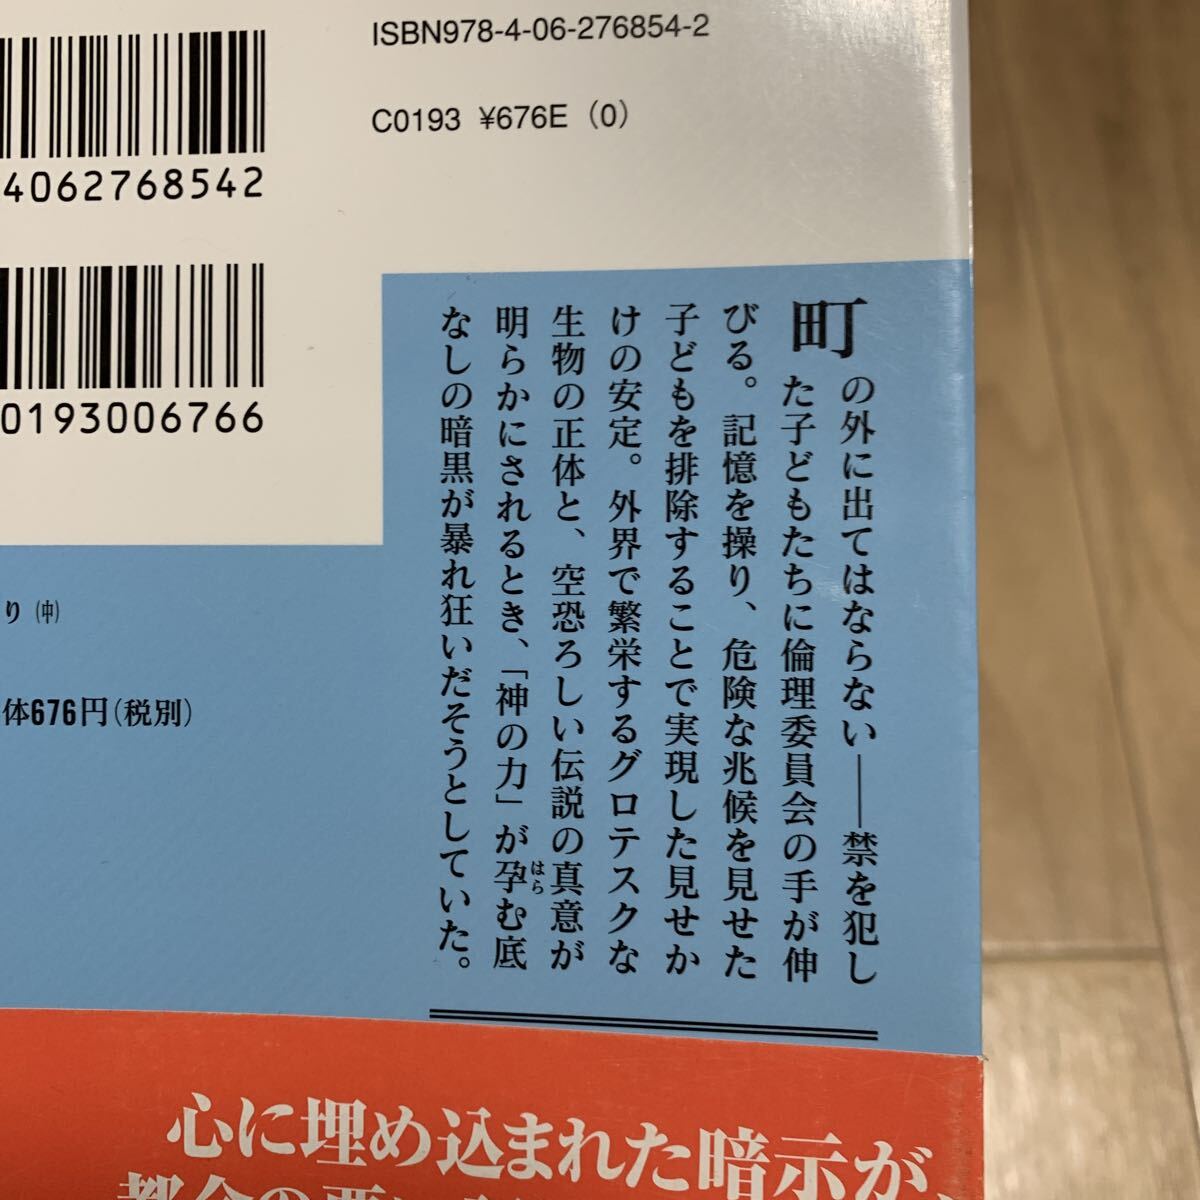 ISBN978-4-06-276854-2
C0193 ¥676E (0)
4062768542
0193006766
り(中)
体676円(税別)
町の外に出てはならない――禁を犯し
た子どもたちに倫理委員会の手が伸
びる。記憶を操り、危険な兆候を見せた
子どもを排除することで実現した見せか
けの安定。外界で繁栄するグロテスクな
生物の正体と、空恐ろしい伝説の真意が
明らかにされるとき、「神の力」が孕む底
はら
なしの暗黒が暴れ狂いだそうとしていた。
心に埋め込まれた暗示が、